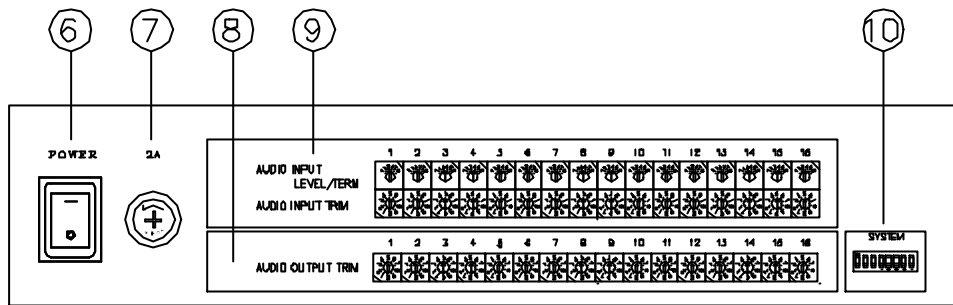 6 7 8 9 10
POWER 2A
1 2 3 4 5 6 7 8 9 10 11 12 13 14 15 16
AUDIO INPUT
LEVEL/TERM
AUDIO INPUT TRIM
1 2 3 4 5 6 7 8 9 10 11 12 13 14 15 16
AUDIO OUTPUT TRIM
SYSTEM